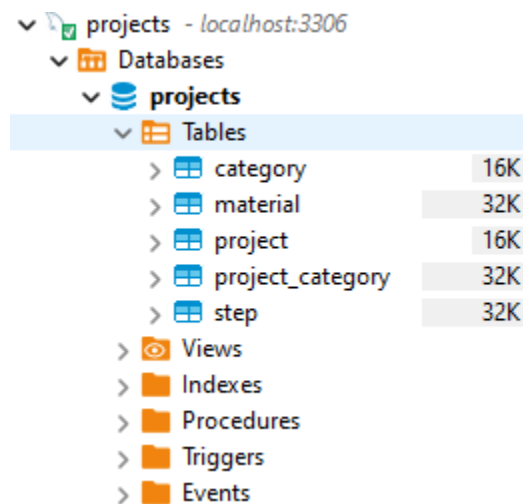 projects - localhost:3306
Databases
projects
Tables
category 16K
material 32K
project 16K
project_category 32K
step 32K
Views
Indexes
Procedures
Triggers
Events